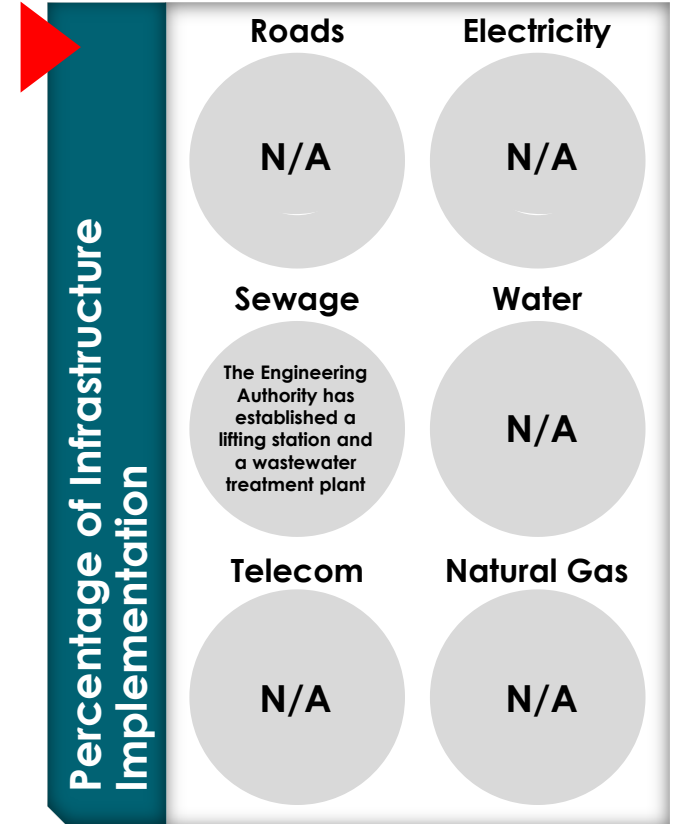 Percentage of Infrastructure
Implementation
Roads
N/A
Electricity
N/A
Sewage
The Engineering
Authority has
established a
lifting station and
a wastewater
treatment plant
Water
N/A
Telecom
N/A
Natural Gas
N/A